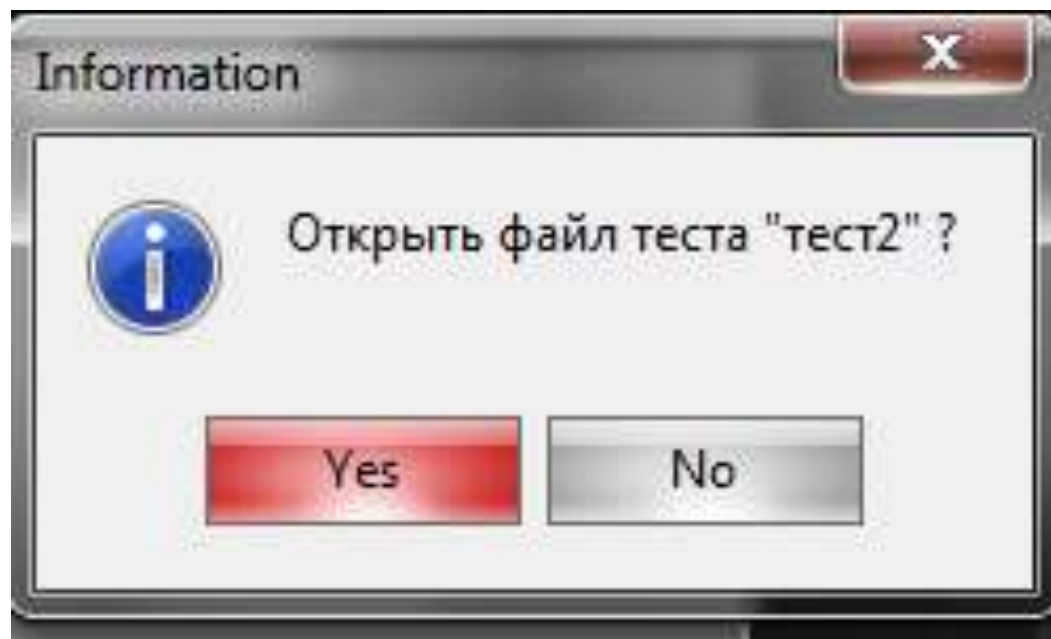 Information
Открыть файл теста "тест2" ?
Yes
No